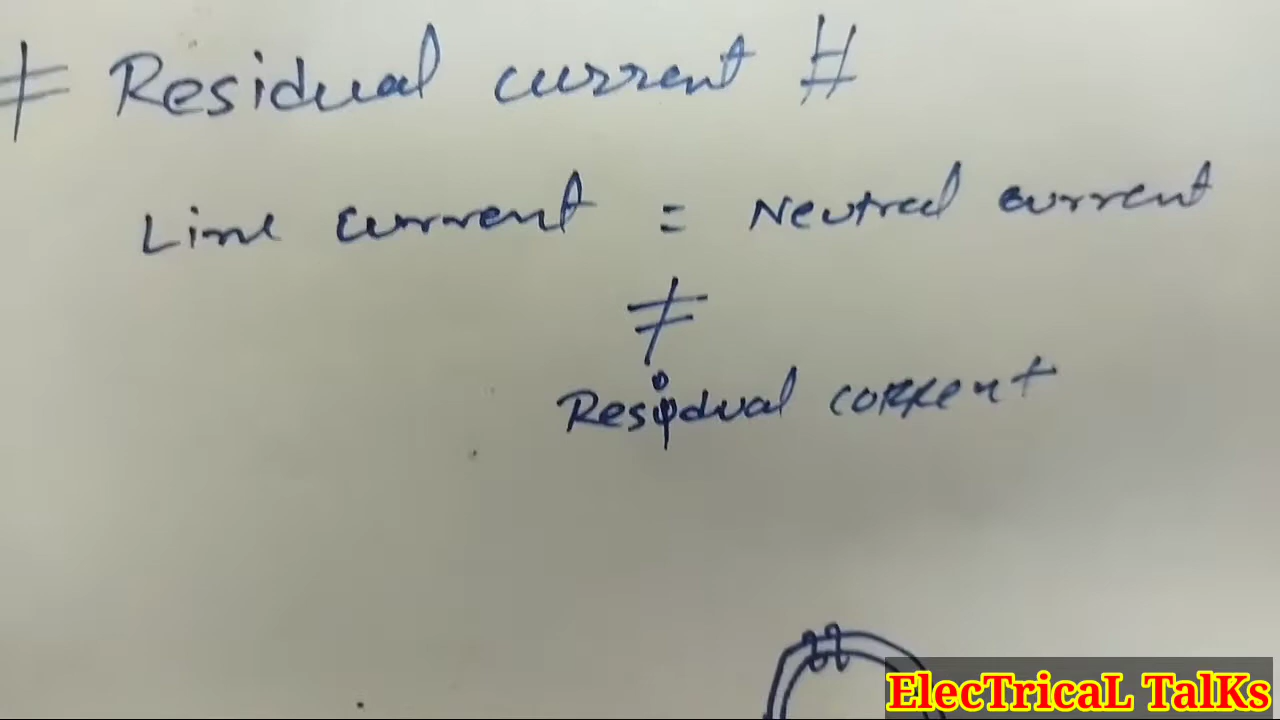 ≠ Residual current #
Line current = Neutral current
≠
Residual current
ElecTricaL TalKs